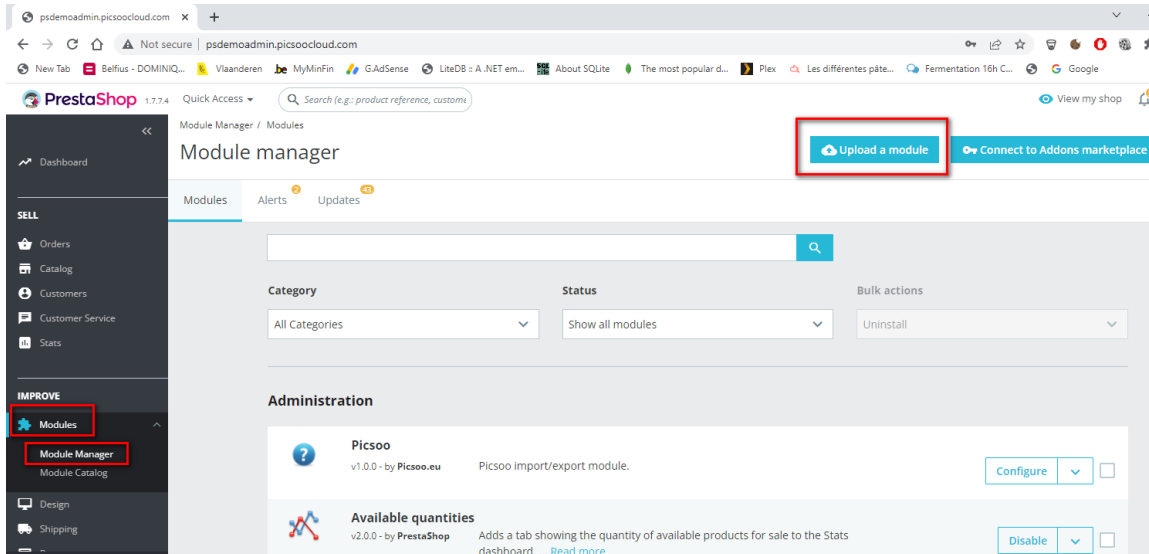 psdemoadmin.picsoocloud.com
Not secure | psdemoadmin.picsoocloud.com
New Tab Belfius - DOMINIQ... Vlaanderen MyMinFin G.AdSense LiteDB :: A .NET em... About SQLite The most popular d... Plex Les différentes pâte... Fermentation 16h C... Google
PrestaShop 1.7.7.4 Quick Access Search (e.g.: product reference, custome View my shop
Module Manager / Modules
Module manager
Upload a module
Connect to Addons marketplace
Dashboard
Modules Alerts 2 Updates 43
SELL
Orders
Catalog
Customers
Customer Service
Stats
Category Status Bulk actions
All Categories Show all modules Uninstall
IMPROVE
Modules
Module Manager
Module Catalog
Design
Shipping
Administration
Picsoo
v1.0.0 - by Picsoo.eu Picsoo import/export module.
Configure
Available quantities
v2.0.0 - by PrestaShop Adds a tab showing the quantity of available products for sale to the Stats
dashboard. ... Read more
Disable